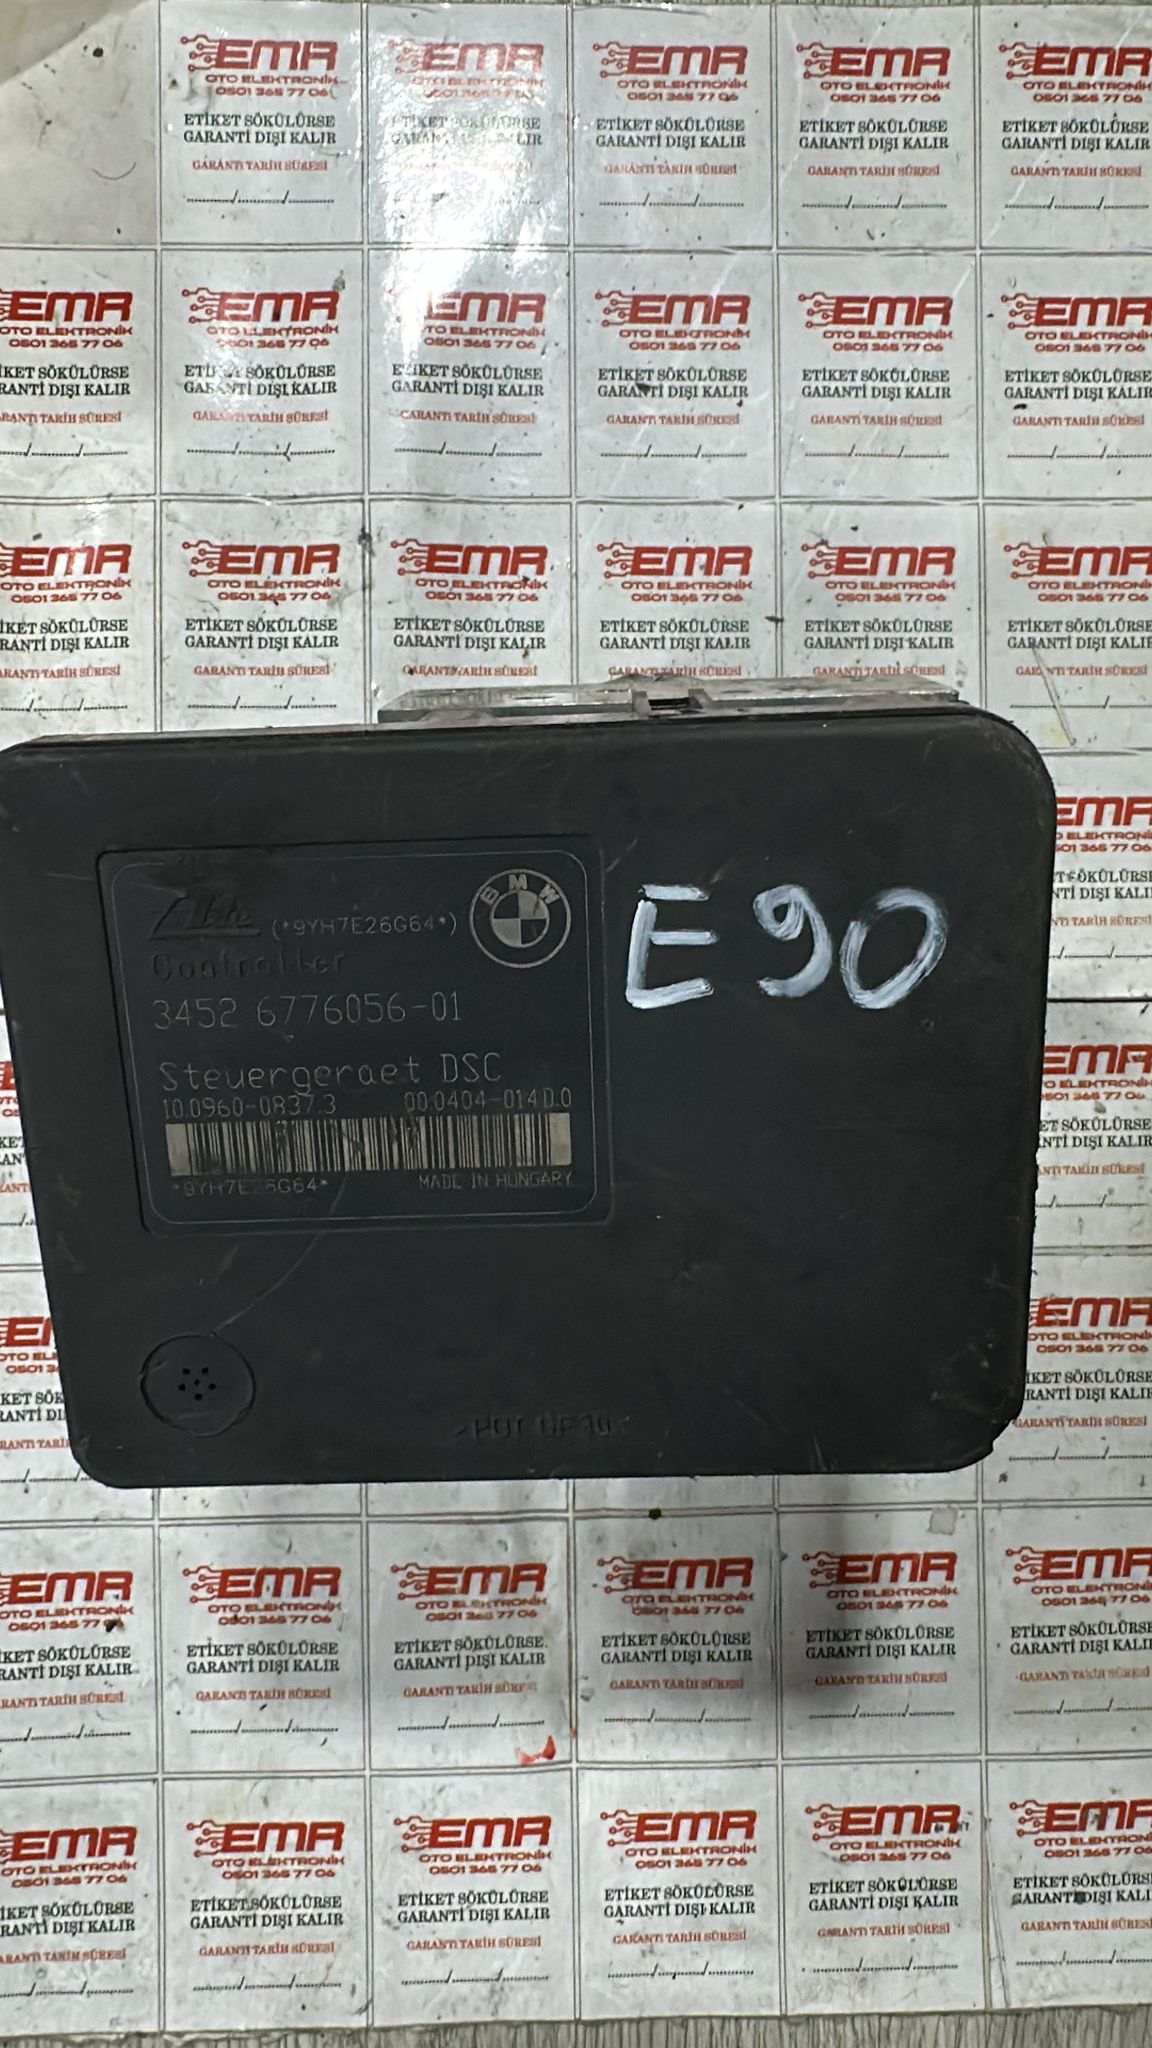 EMR
OTO ELEKTRONİK
0501 365 77 06
ETİKET SÖKÜLÜRSE
GARANTİ DIŞI KALIR
GARANTİ TARİH SÜRESİ
........../........../..........
Ate (*9YH7E26G64*)
BMW
Controller
3452 6776056-01
Steuergeraet DSC
10.0960-0837.3 00.0404-014D.0
*9YH7E26G64* MADE IN HUNGARY
E90